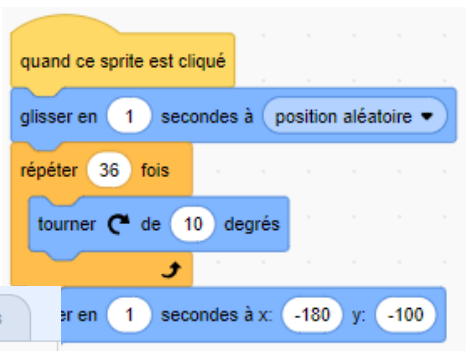 quand ce sprite est cliqué
glisser en 1 secondes à position aléatoire
répéter 36 fois
tourner de 10 degrés
en 1 secondes à x: -180 y: -100